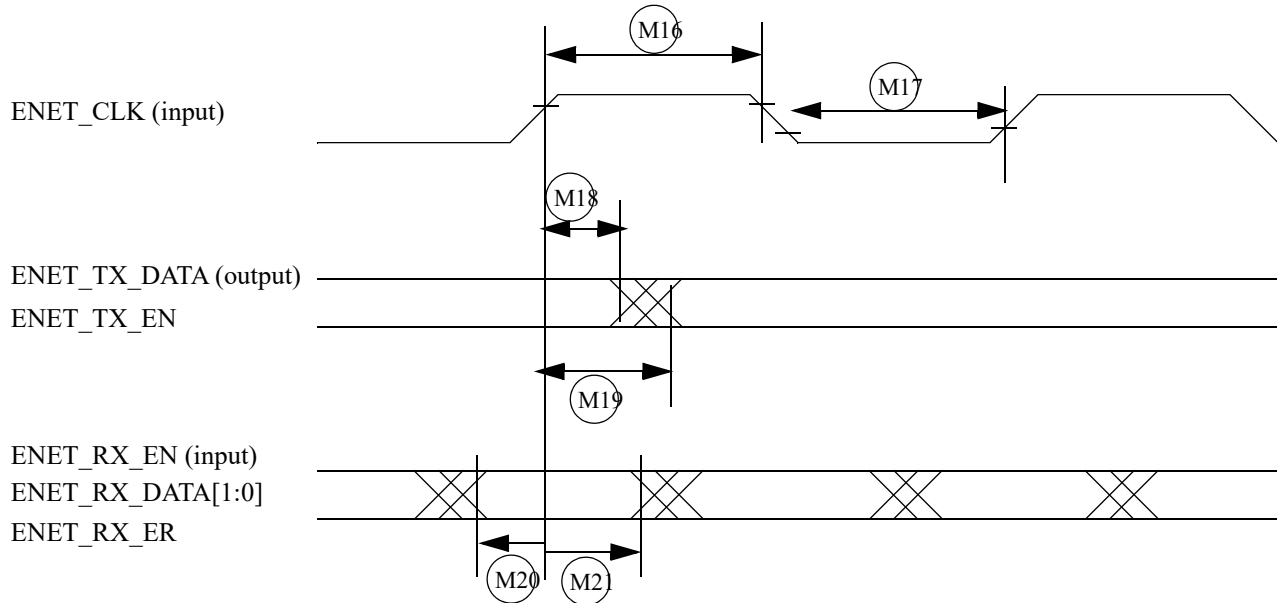 M16
M17
ENET_CLK (input)
M18
ENET_TX_DATA (output)
ENET_TX_EN
M19
ENET_RX_EN (input)
ENET_RX_DATA[1:0]
ENET_RX_ER
M20
M21